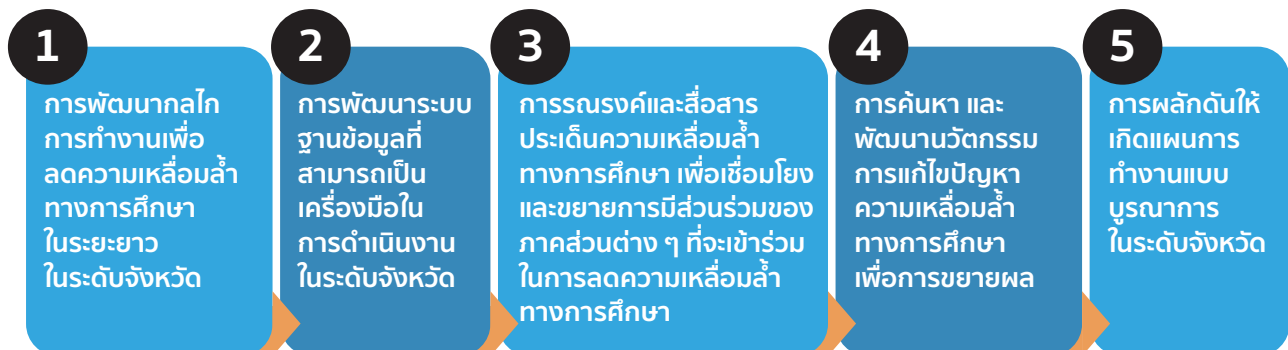 1
การพัฒนากลไก
การทำงานเพื่อ
ลดความเหลื่อมล้ำ
ทางการศึกษา
ในระยะยาว
ในระดับจังหวัด
2
การพัฒนาระบบ
ฐานข้อมูลที่
สามารถเป็น
เครื่องมือใน
การดำเนินงาน
ในระดับจังหวัด
3
การรณรงค์และสื่อสาร
ประเด็นความเหลื่อมล้ำ
ทางการศึกษา เพื่อเชื่อมโยง
และขยายการมีส่วนร่วมของ
ภาคส่วนต่าง ๆ ที่จะเข้าร่วม
ในการลดความเหลื่อมล้ำ
ทางการศึกษา
4
การค้นหา และ
พัฒนานวัตกรรม
การแก้ไขปัญหา
ความเหลื่อมล้ำ
ทางการศึกษา
เพื่อการขยายผล
5
การผลักดันให้
เกิดแผนการ
ทำงานแบบ
บูรณาการ
ในระดับจังหวัด